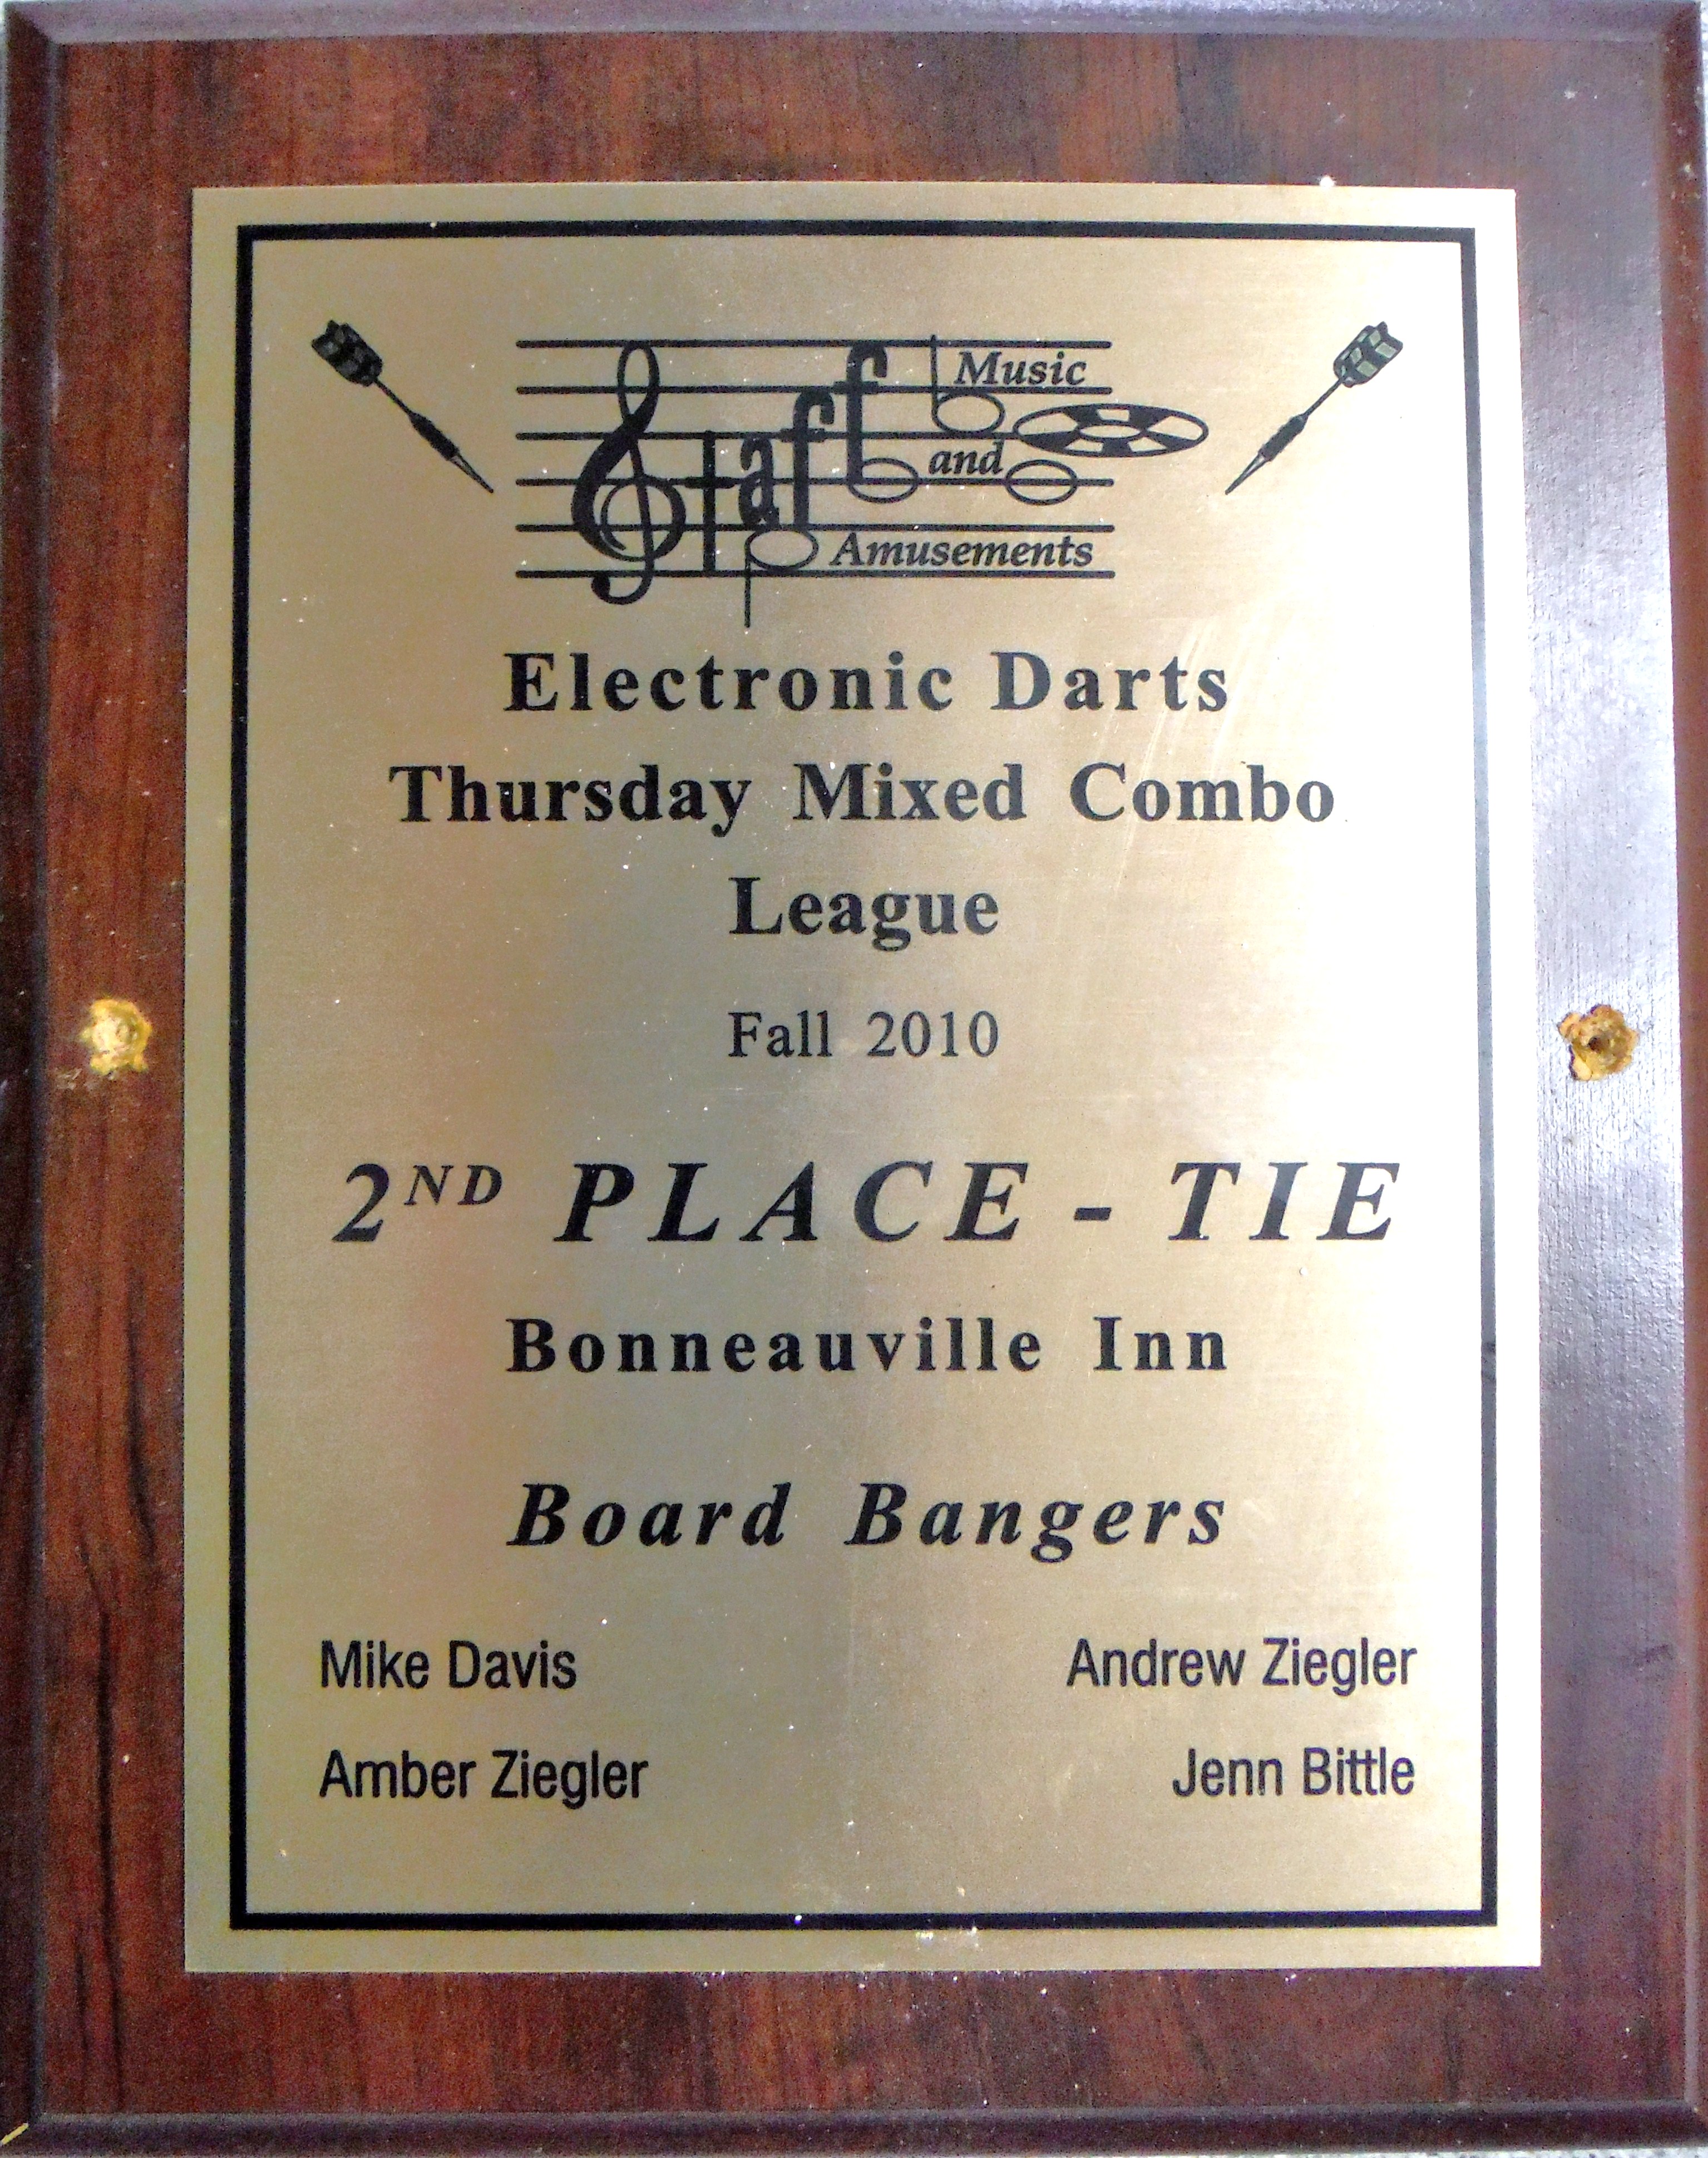 Staff Music
and
Amusements
Electronic Darts
Thursday Mixed Combo
League
Fall 2010
2ND PLACE - TIE
Bonneauville Inn
Board Bangers
Mike Davis Andrew Ziegler
Amber Ziegler Jenn Bittle